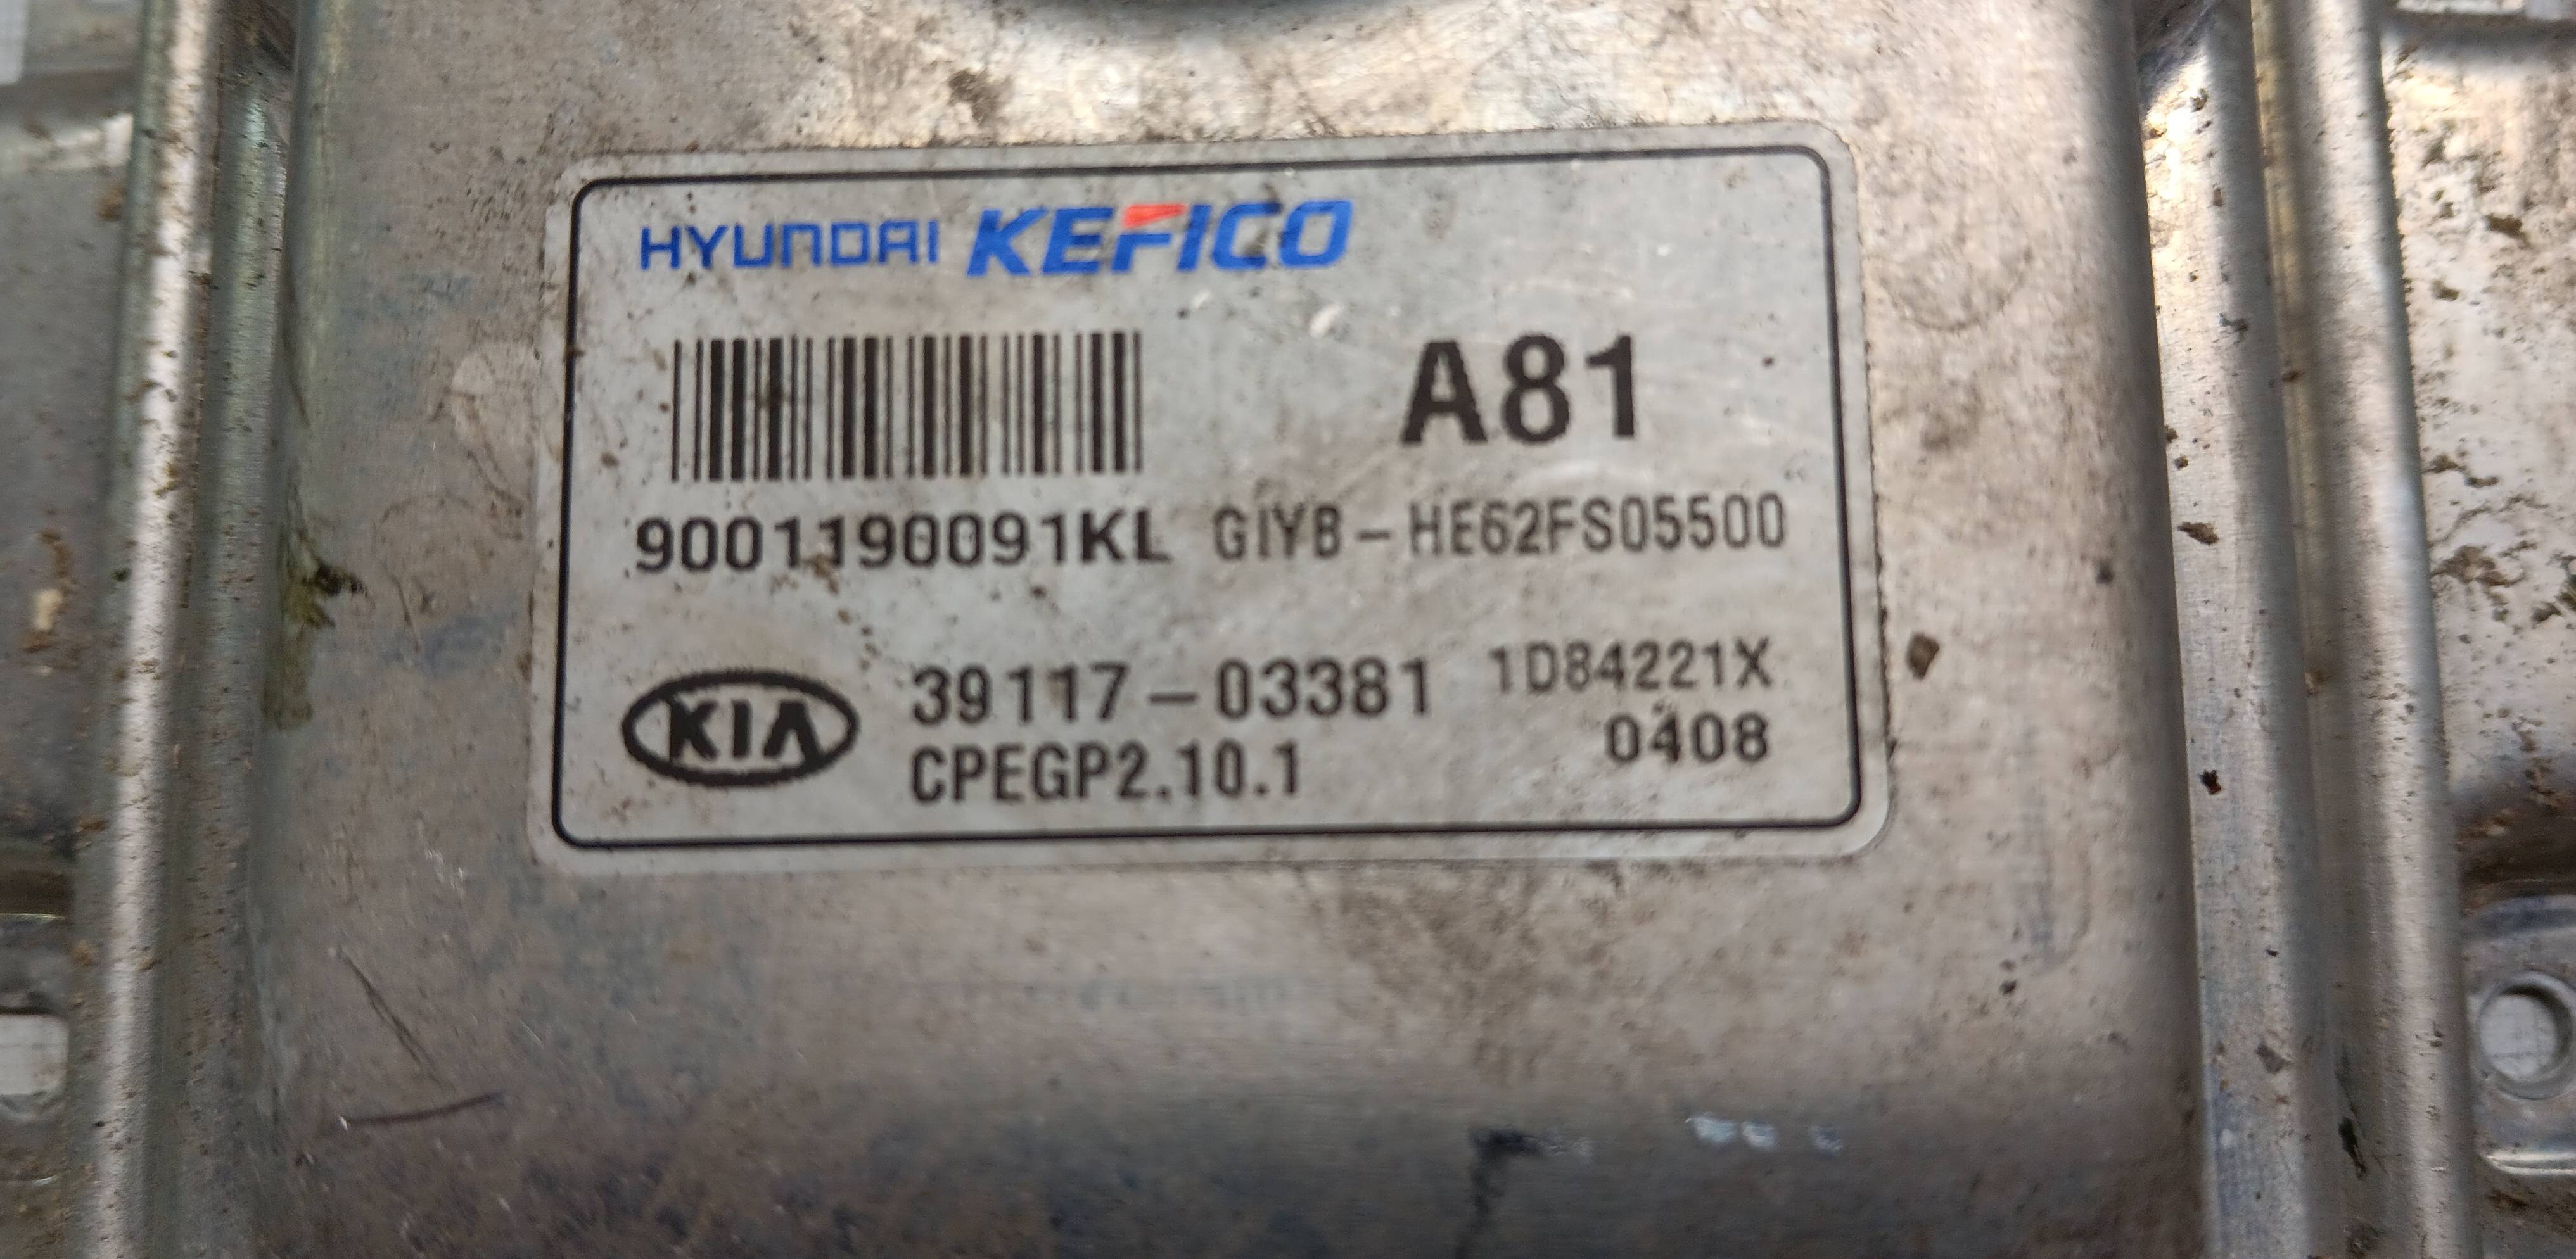 HYUNDAI KEFICO
A81
9001190091KL GIYB-HE62FS05500
KIA 39117-03381 1D84221X
CPEGP2.10.1 0408